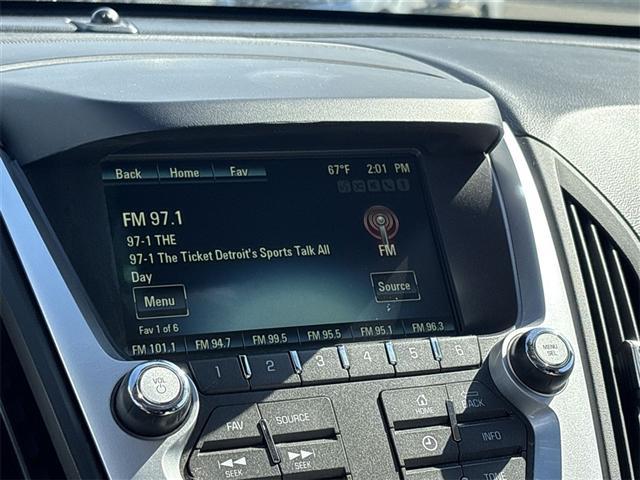 Back Home Fav 67°F 2:01 PM
FM 97.1
97-1 THE
97-1 The Ticket Detroit's Sports Talk All
Day
FM
Menu
Source
Fav 1 of 6
FM 101.1 FM 94.7 FM 99.5 FM 95.5 FM 95.1 FM 96.3
1 2 3 4 5 6
VOL
MENU
SEL
FAV SOURCE
HOME BACK
SEEK SEEK
INFO
TONE